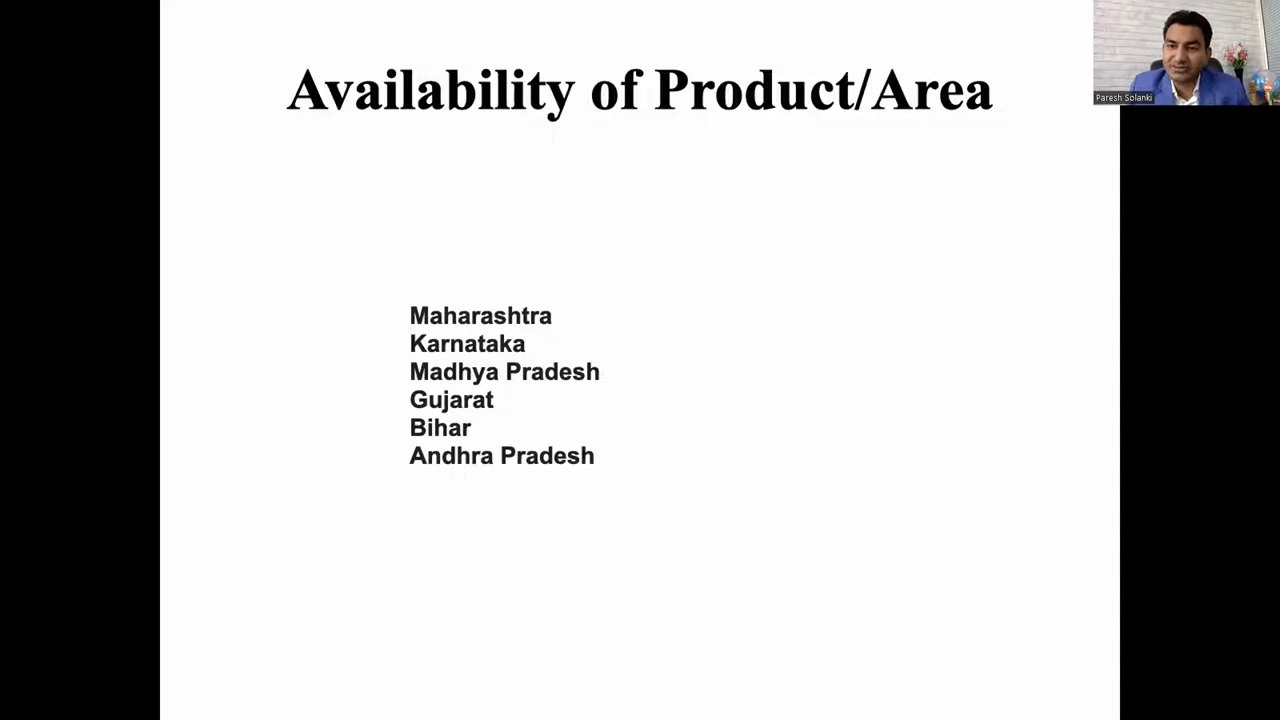 Availability of Product/Area
Paresh Solanki
Maharashtra
Karnataka
Madhya Pradesh
Gujarat
Bihar
Andhra Pradesh